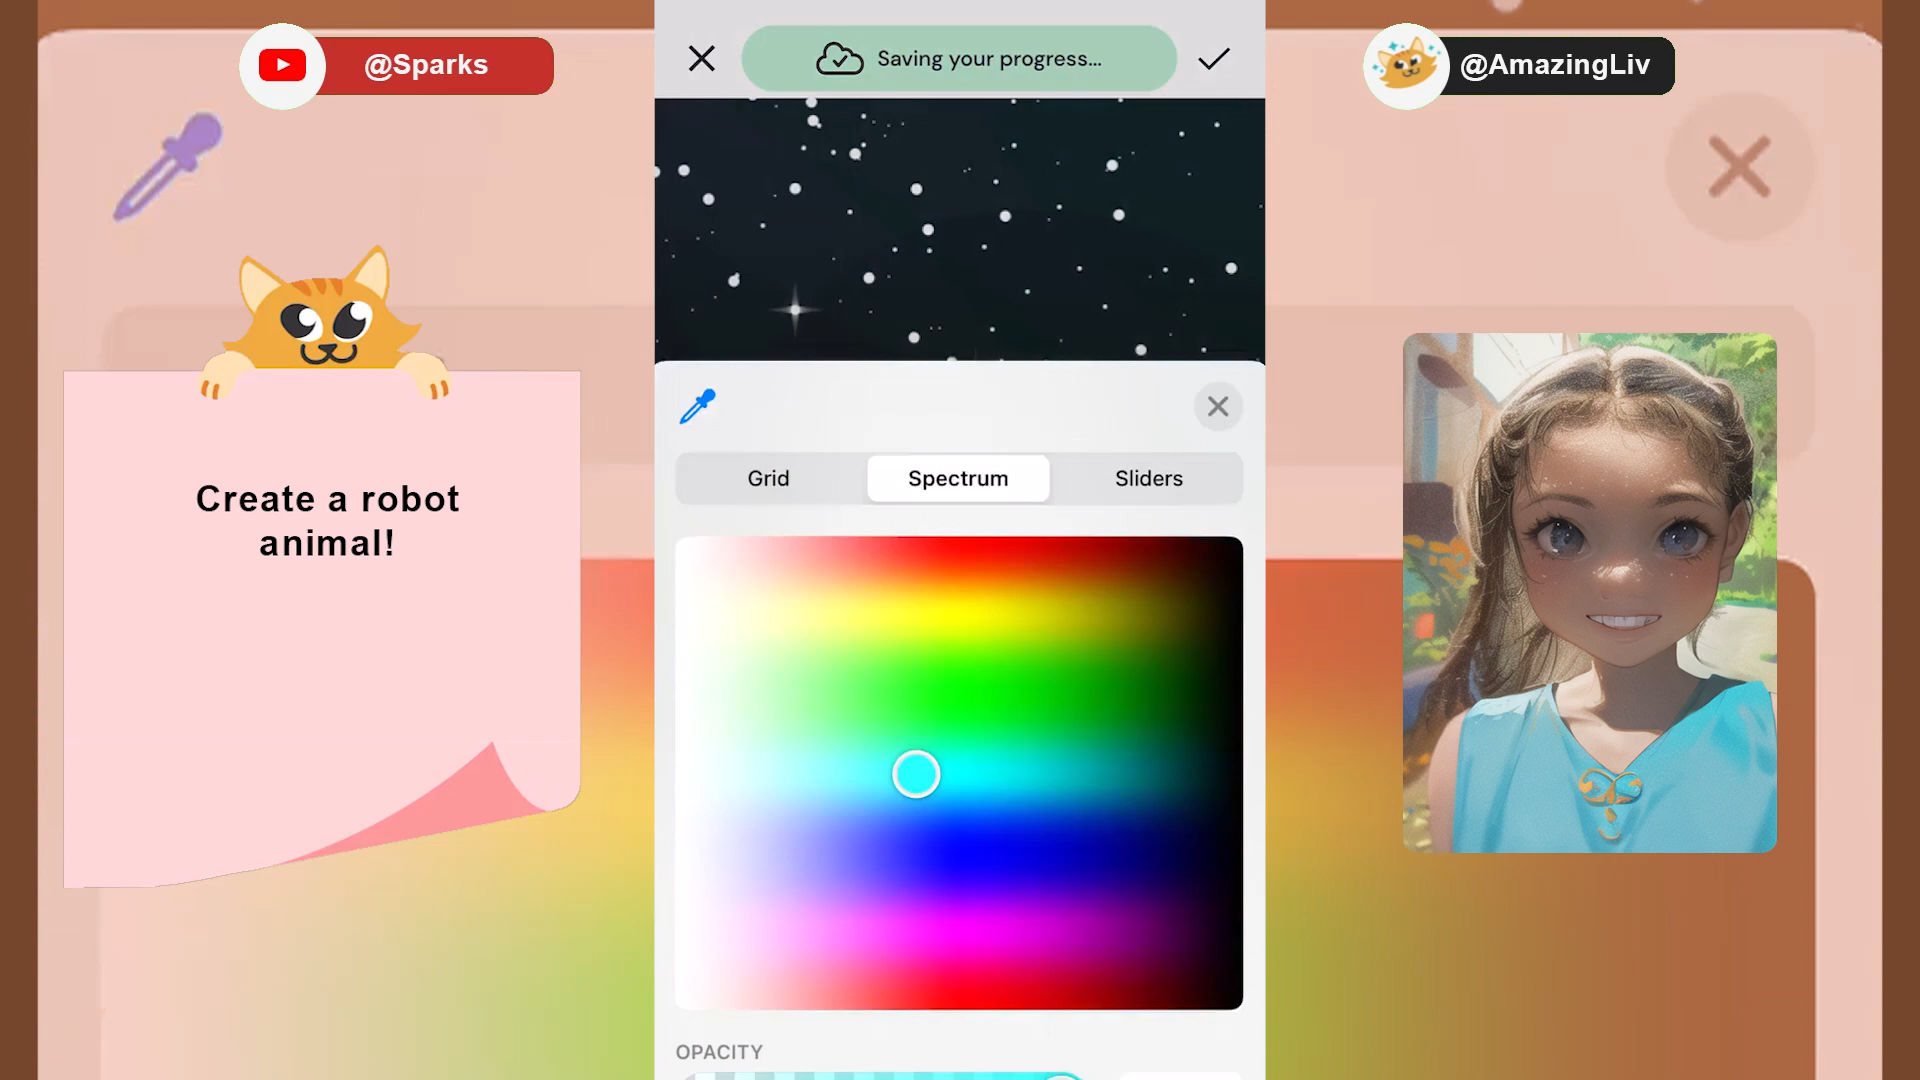 @Sparks
Saving your progress...
@AmazingLiv
Create a robot
animal!
Grid
Spectrum
Sliders
OPACITY